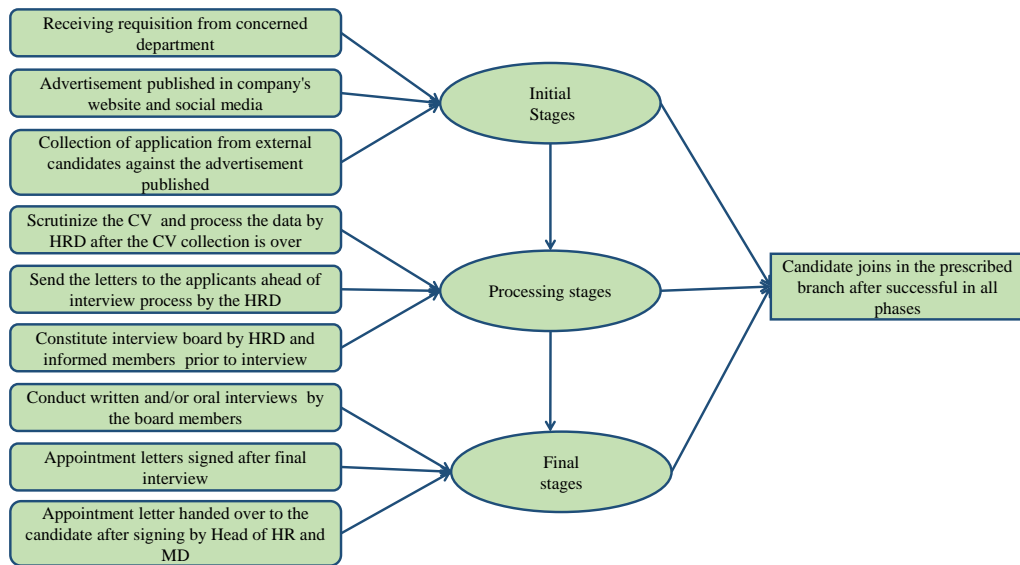 Receiving requisition from concerned
department
Advertisement published in company's
website and social media
Collection of application from external
candidates against the advertisement
published
Scrutinize the CV and process the data by
HRD after the CV collection is over
Send the letters to the applicants ahead of
interview process by the HRD
Constitute interview board by HRD and
informed members prior to interview
Conduct written and/or oral interviews by
the board members
Appointment letters signed after final
interview
Appointment letter handed over to the
candidate after signing by Head of HR and
MD
Initial
Stages
Processing stages
Final
stages
Candidate joins in the prescribed
branch after successful in all
phases